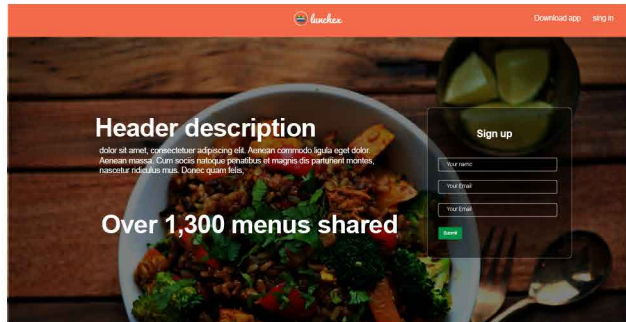 lunchex
Download app sing in
Header description
dolor sit amet, consectetuer adipiscing elit. Aenean commodo ligula eget dolor.
Aenean massa. Cum sociis natoque penatibus et magnis dis parturient montes,
nascetur ridiculus mus. Donec quam felis,
Over 1,300 menus shared
Sign up
Your name
Your Email
Your Email
Submit